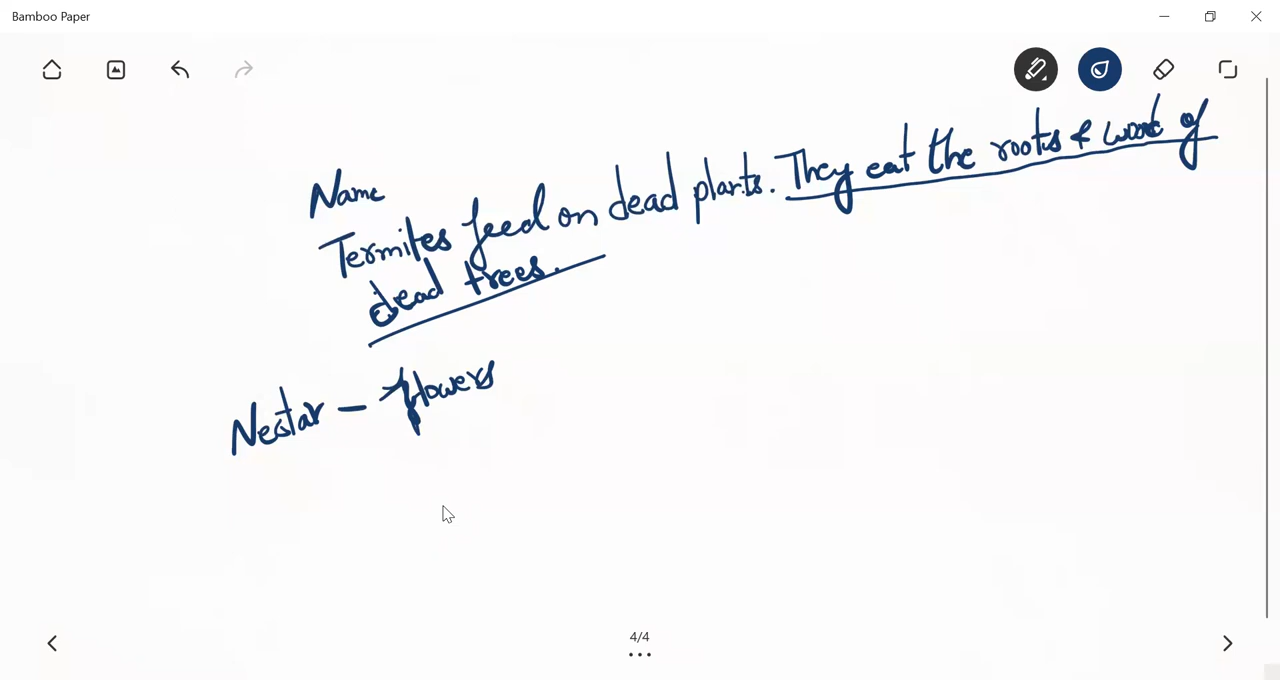 Bamboo Paper
Name
Termites feed on dead plants. They eat the roots & wood of
dead trees.
Nectar – flowers
4/4